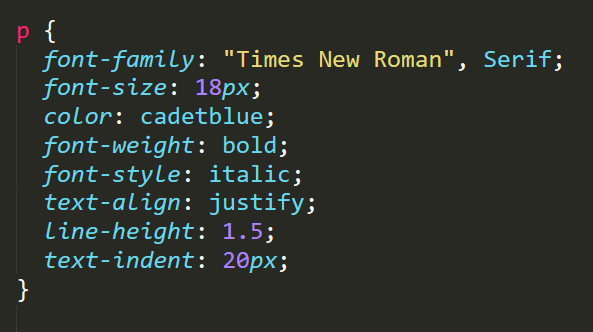 p {
font-family: "Times New Roman", Serif;
font-size: 18px;
color: cadetblue;
font-weight: bold;
font-style: italic;
text-align: justify;
line-height: 1.5;
text-indent: 20px;
}